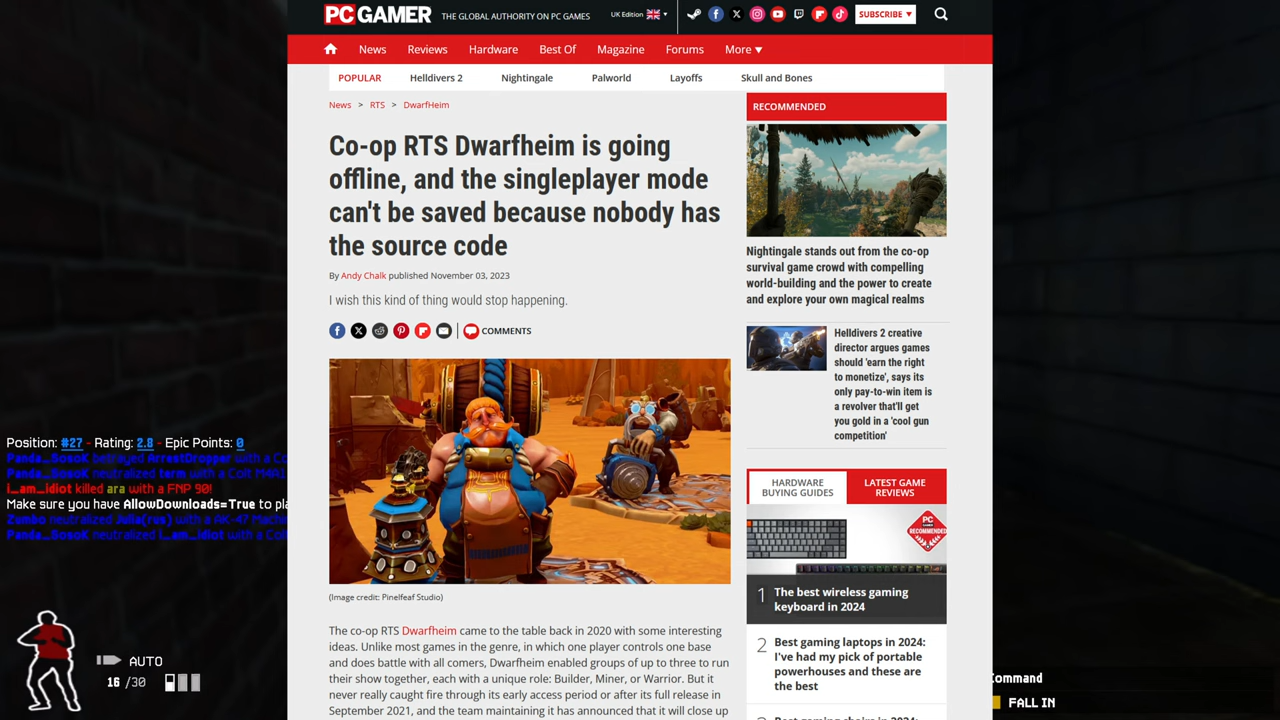 PC GAMER THE GLOBAL AUTHORITY ON PC GAMES
UK Edition
SUBSCRIBE ▼
News Reviews Hardware Best Of Magazine Forums More ▼
POPULAR Helldivers 2 Nightingale Palworld Layoffs Skull and Bones
News > RTS > DwarfHeim
Co-op RTS Dwarfheim is going
offline, and the singleplayer mode
can't be saved because nobody has
the source code
By Andy Chalk published November 03, 2023
I wish this kind of thing would stop happening.
COMMENTS
(Image credit: Pinelfeaf Studio)
The co-op RTS Dwarfheim came to the table back in 2020 with some interesting
ideas. Unlike most games in the genre, in which one player controls one base
and does battle with all comers, Dwarfheim enabled groups of up to three to run
their show together, each with a unique role: Builder, Miner, or Warrior. But it
never really caught fire through its early access period or after its full release in
September 2021, and the team maintaining it has announced that it will close up
RECOMMENDED
Nightingale stands out from the co-op
survival game crowd with compelling
world-building and the power to create
and explore your own magical realms
Helldivers 2 creative
director argues games
should 'earn the right
to monetize', says its
only pay-to-win item is
a revolver that'll get
you gold in a 'cool gun
competition'
HARDWARE
BUYING GUIDES
LATEST GAME
REVIEWS
PC GAMER
RECOMMENDED
1 The best wireless gaming
keyboard in 2024
2 Best gaming laptops in 2024:
I've had my pick of portable
powerhouses and these are
the best
Position: #27 - Rating: 2.8 - Epic Points: 0
Panda_SosoK betrayed ArrestDropper with a Co
Panda_SosoK neutralized term with a Colt M4A1
i_am_idiot killed ara with a FNP 90!
Make sure you have AllowDownloads=True to pla
Zambo neutralized Julia(rus) with a AK-47 Machin
Panda_SosoK neutralized i_am_idiot with a Col
AUTO
16 /30
Command
FALL IN